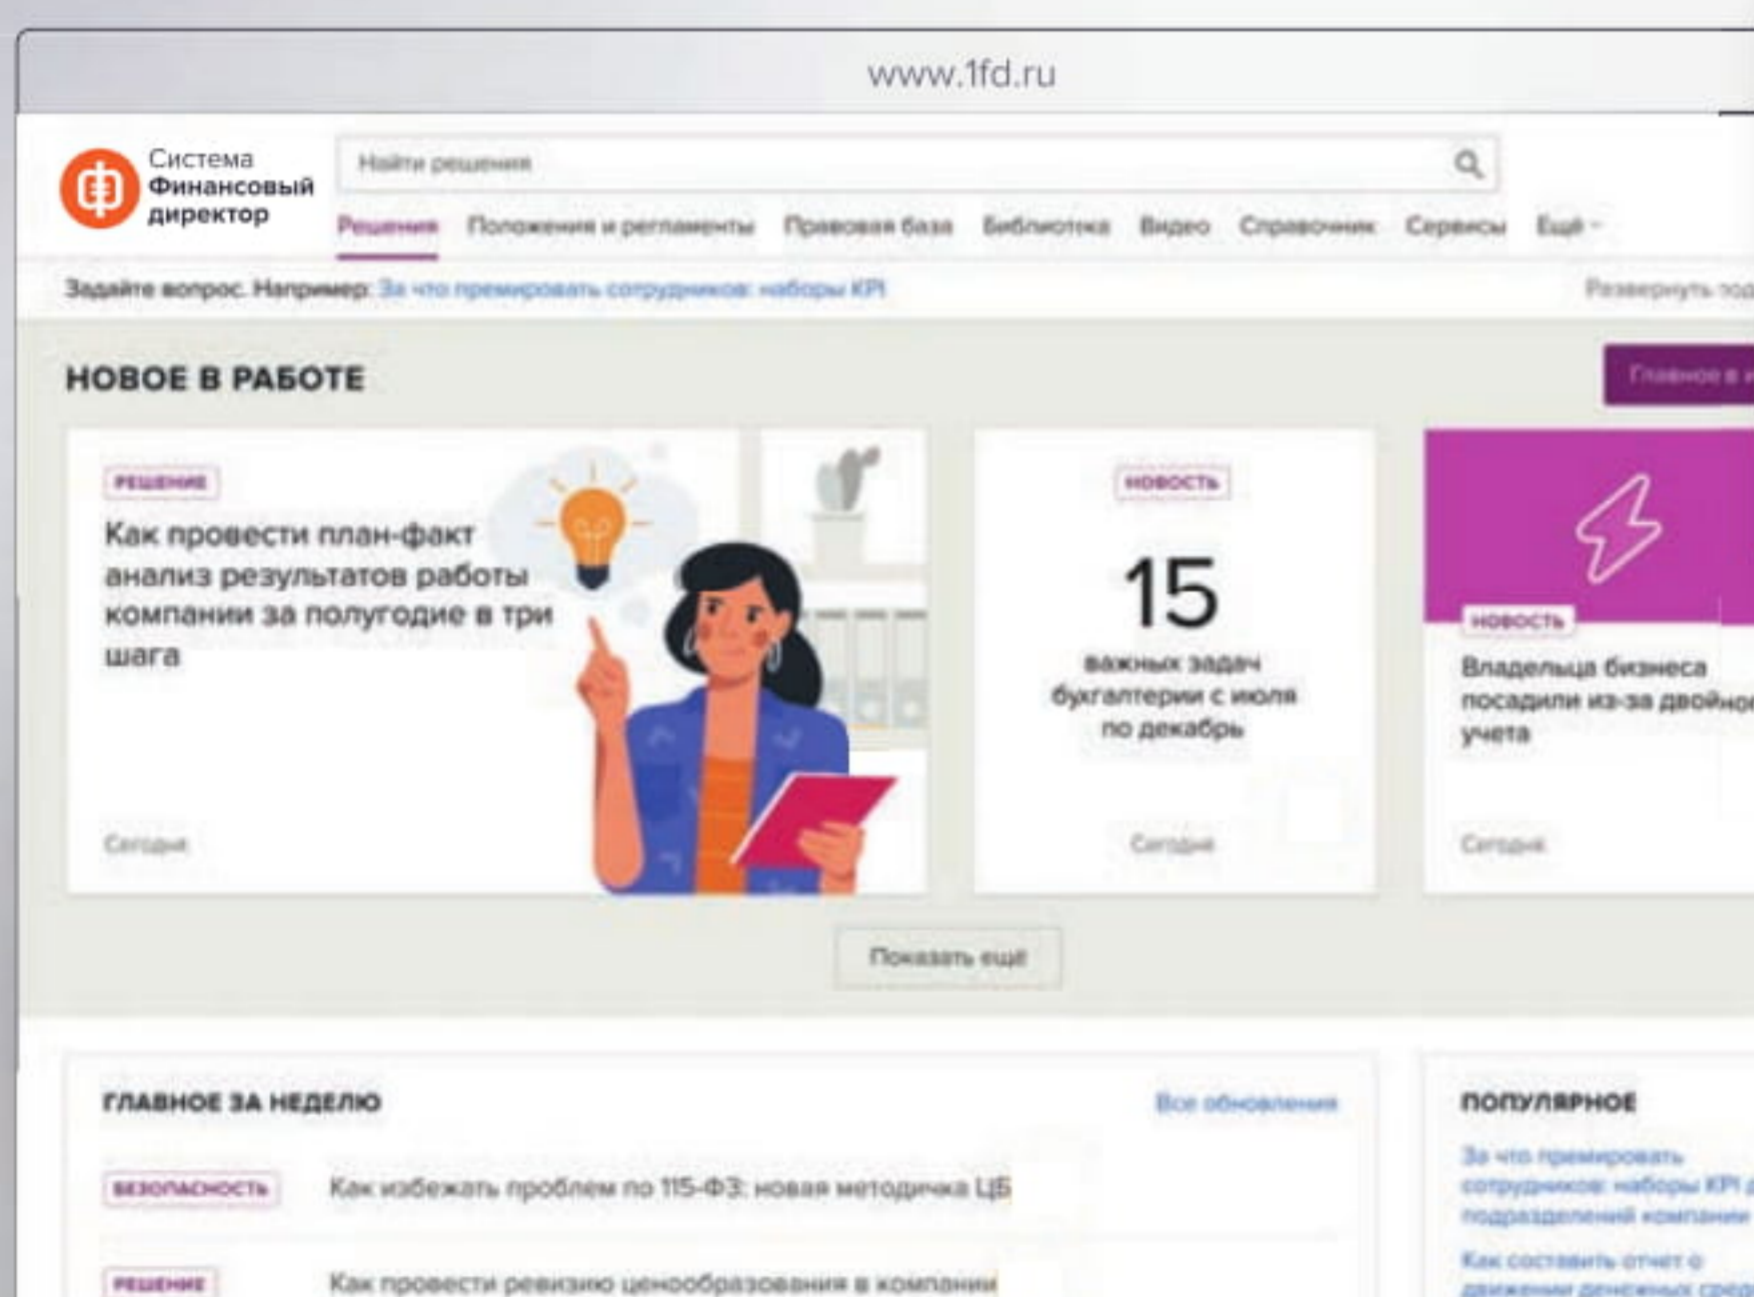 www.1fd.ru
Система
Финансовый
директор
Найти решения
Решения Положения и регламенты Правовая база Библиотека Видео Справочник Сервисы Ещё
Задайте вопрос. Например: За что премировать сотрудников: наборы KPI
Развернуть
НОВОЕ В РАБОТЕ
Главное в
РЕШЕНИЕ
Как провести план-факт
анализ результатов работы
компании за полугодие в три
шага
Сегодня
НОВОСТЬ
15
важных задач
бухгалтерии с июля
по декабрь
Сегодня
НОВОСТЬ
Владельца бизнеса
посадили из-за двойног
учета
Сегодня
Показать ещё
ГЛАВНОЕ ЗА НЕДЕЛЮ
Все обновления
БЕЗОПАСНОСТЬ
Как избежать проблем по 115-ФЗ: новая методичка ЦБ
РЕШЕНИЕ
Как провести ревизию ценообразования в компании
ПОПУЛЯРНОЕ
За что премировать
сотрудников: наборы KPI
подразделений компании
Как составить отчет о
движении денежных